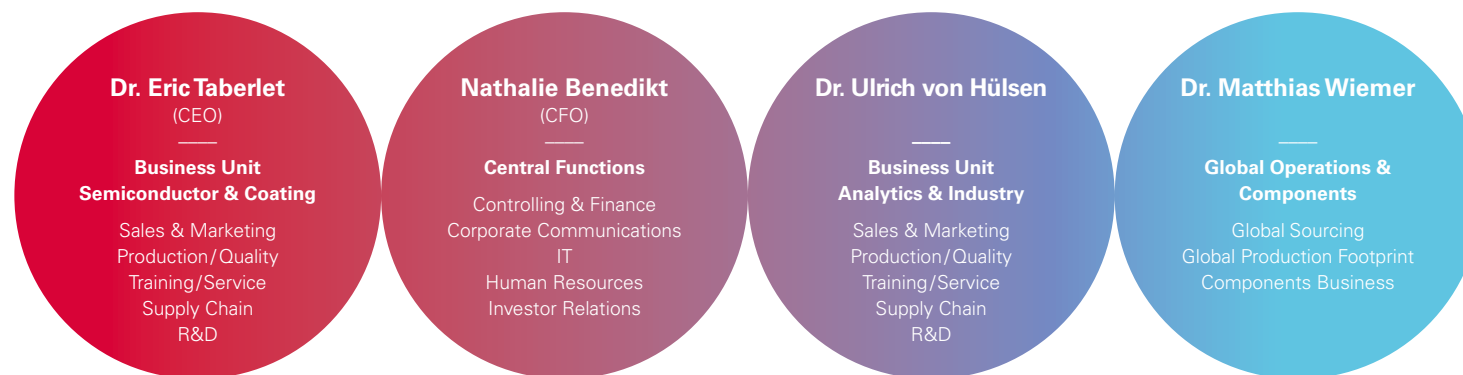 Dr. Eric Taberlet
(CEO)
Business Unit
Semiconductor & Coating
Sales & Marketing
Production/Quality
Training/Service
Supply Chain
R&D
Nathalie Benedikt
(CFO)
Central Functions
Controlling & Finance
Corporate Communications
IT
Human Resources
Investor Relations
Dr. Ulrich von Hülsen
Business Unit
Analytics & Industry
Sales & Marketing
Production/Quality
Training/Service
Supply Chain
R&D
Dr. Matthias Wiemer
Global Operations &
Components
Global Sourcing
Global Production Footprint
Components Business